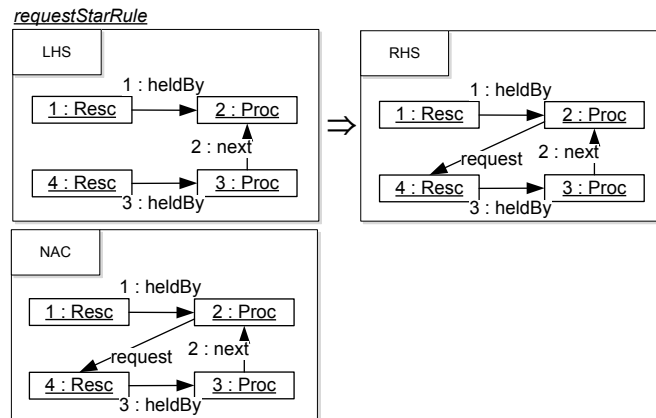 requestStarRule
LHS
1 : heldBy
1 : Resc
2 : Proc
2 : next
4 : Resc
3 : Proc
3 : heldBy
⇒
RHS
1 : heldBy
1 : Resc
2 : Proc
request
2 : next
4 : Resc
3 : Proc
3 : heldBy
NAC
1 : heldBy
1 : Resc
2 : Proc
request
2 : next
4 : Resc
3 : Proc
3 : heldBy